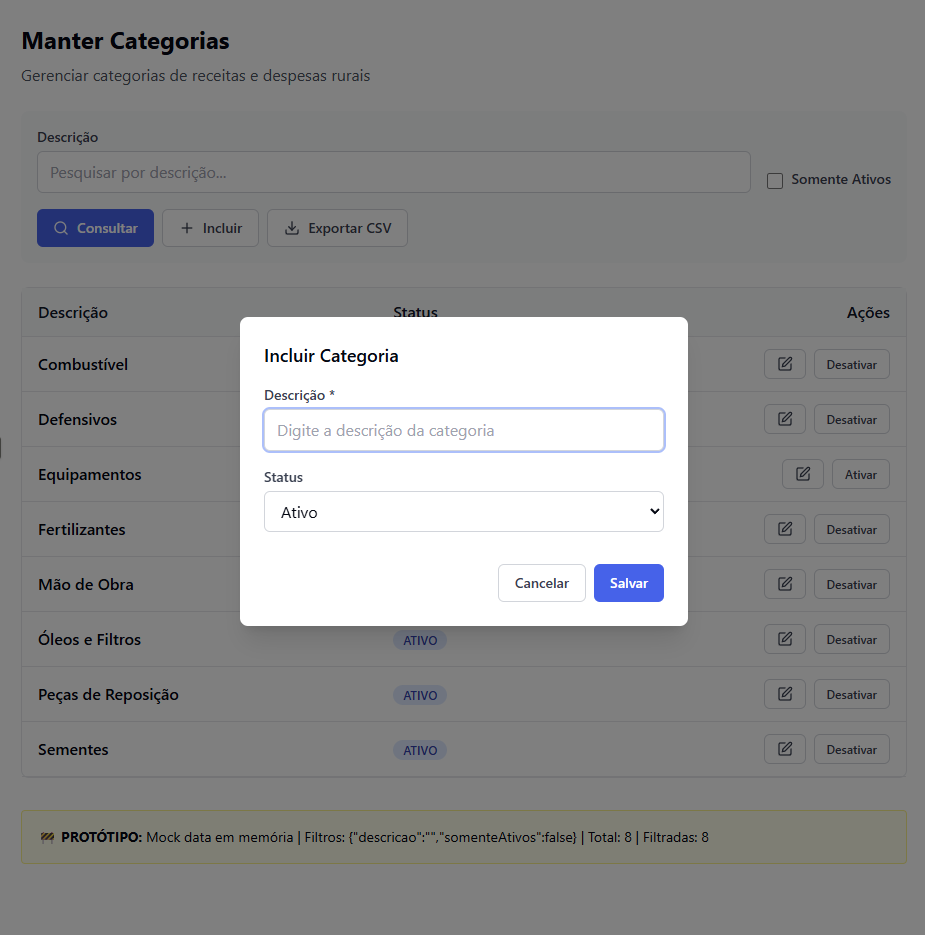 Manter Categorias
Gerenciar categorias de receitas e despesas rurais
Descrição
Pesquisar por descrição...
Somente Ativos
Consultar
Incluir
Exportar CSV
Descrição Status Ações
Combustível Desativar
Defensivos Desativar
Equipamentos Ativar
Fertilizantes Desativar
Mão de Obra Desativar
Óleos e Filtros ATIVO Desativar
Peças de Reposição ATIVO Desativar
Sementes ATIVO Desativar
Incluir Categoria
Descrição *
Digite a descrição da categoria
Status
Ativo
Cancelar Salvar
PROTÓTIPO: Mock data em memória | Filtros: {"descricao":"","somenteAtivos":false} | Total: 8 | Filtradas: 8